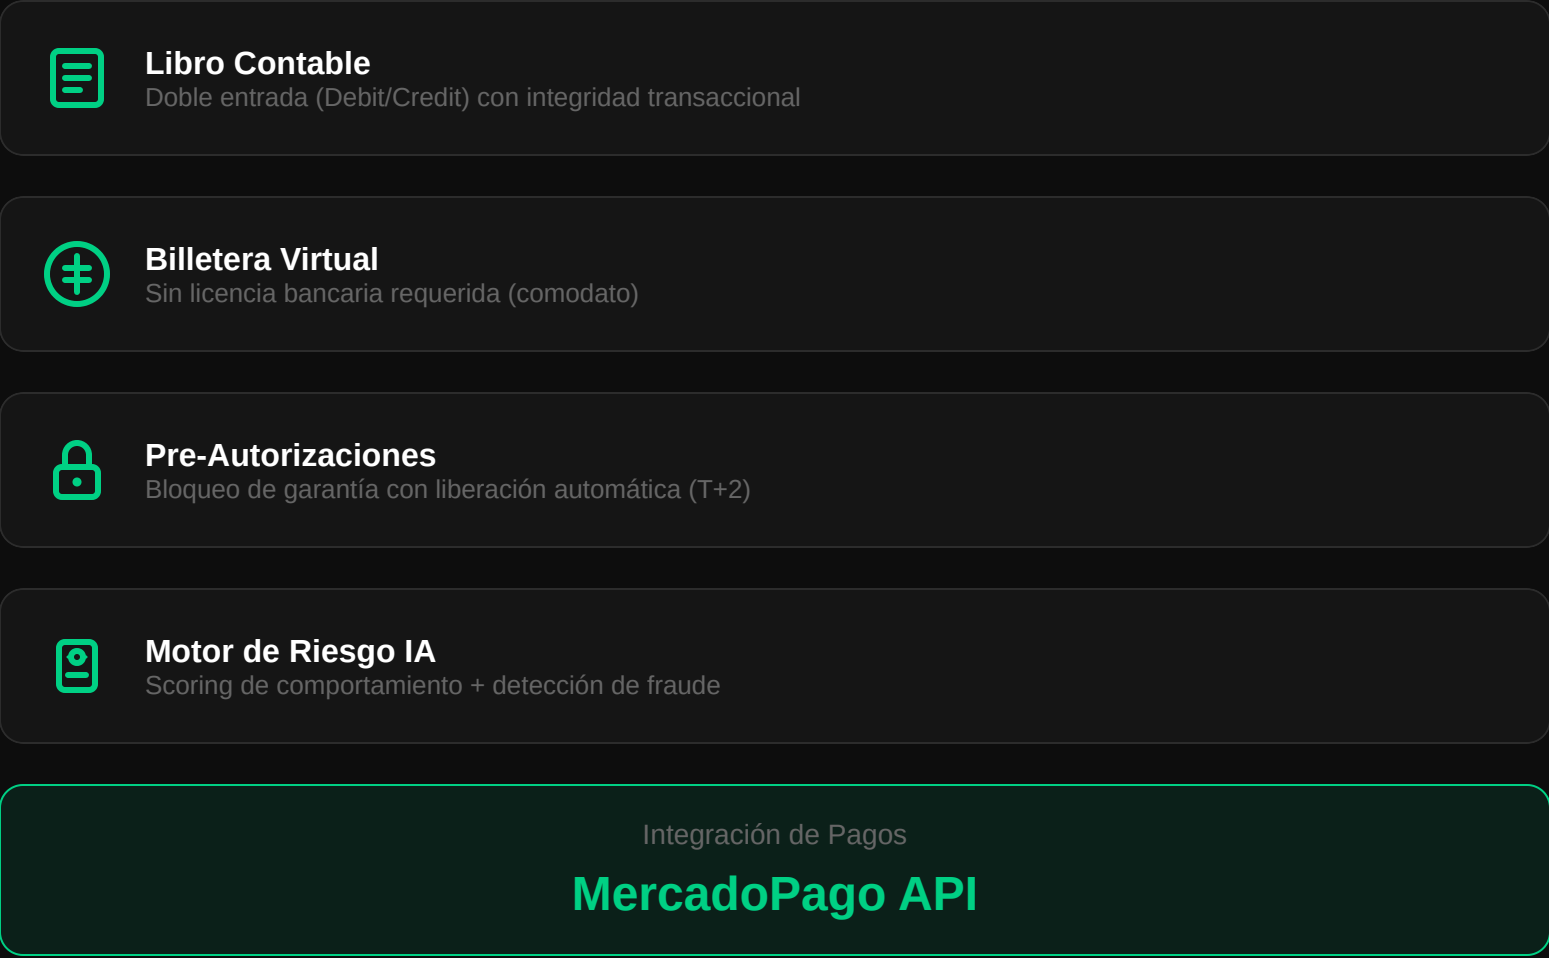 Libro Contable
Doble entrada (Debit/Credit) con integridad transaccional
Billetera Virtual
Sin licencia bancaria requerida (comodato)
Pre-Autorizaciones
Bloqueo de garantía con liberación automática (T+2)
Motor de Riesgo IA
Scoring de comportamiento + detección de fraude
Integración de Pagos
MercadoPago API